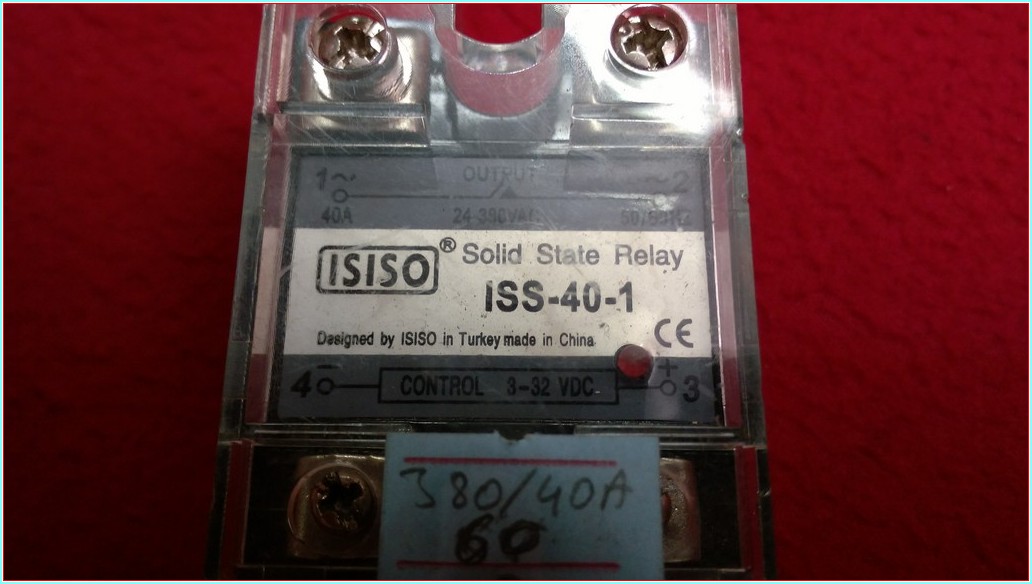 1~ OUTPUT ~2
40A 24-380VAC 50/60HZ
ISISO® Solid State Relay
ISS-40-1
CE
Designed by ISISO in Turkey made in China
4 - CONTROL 3-32 VDC + 3
380/40A
60